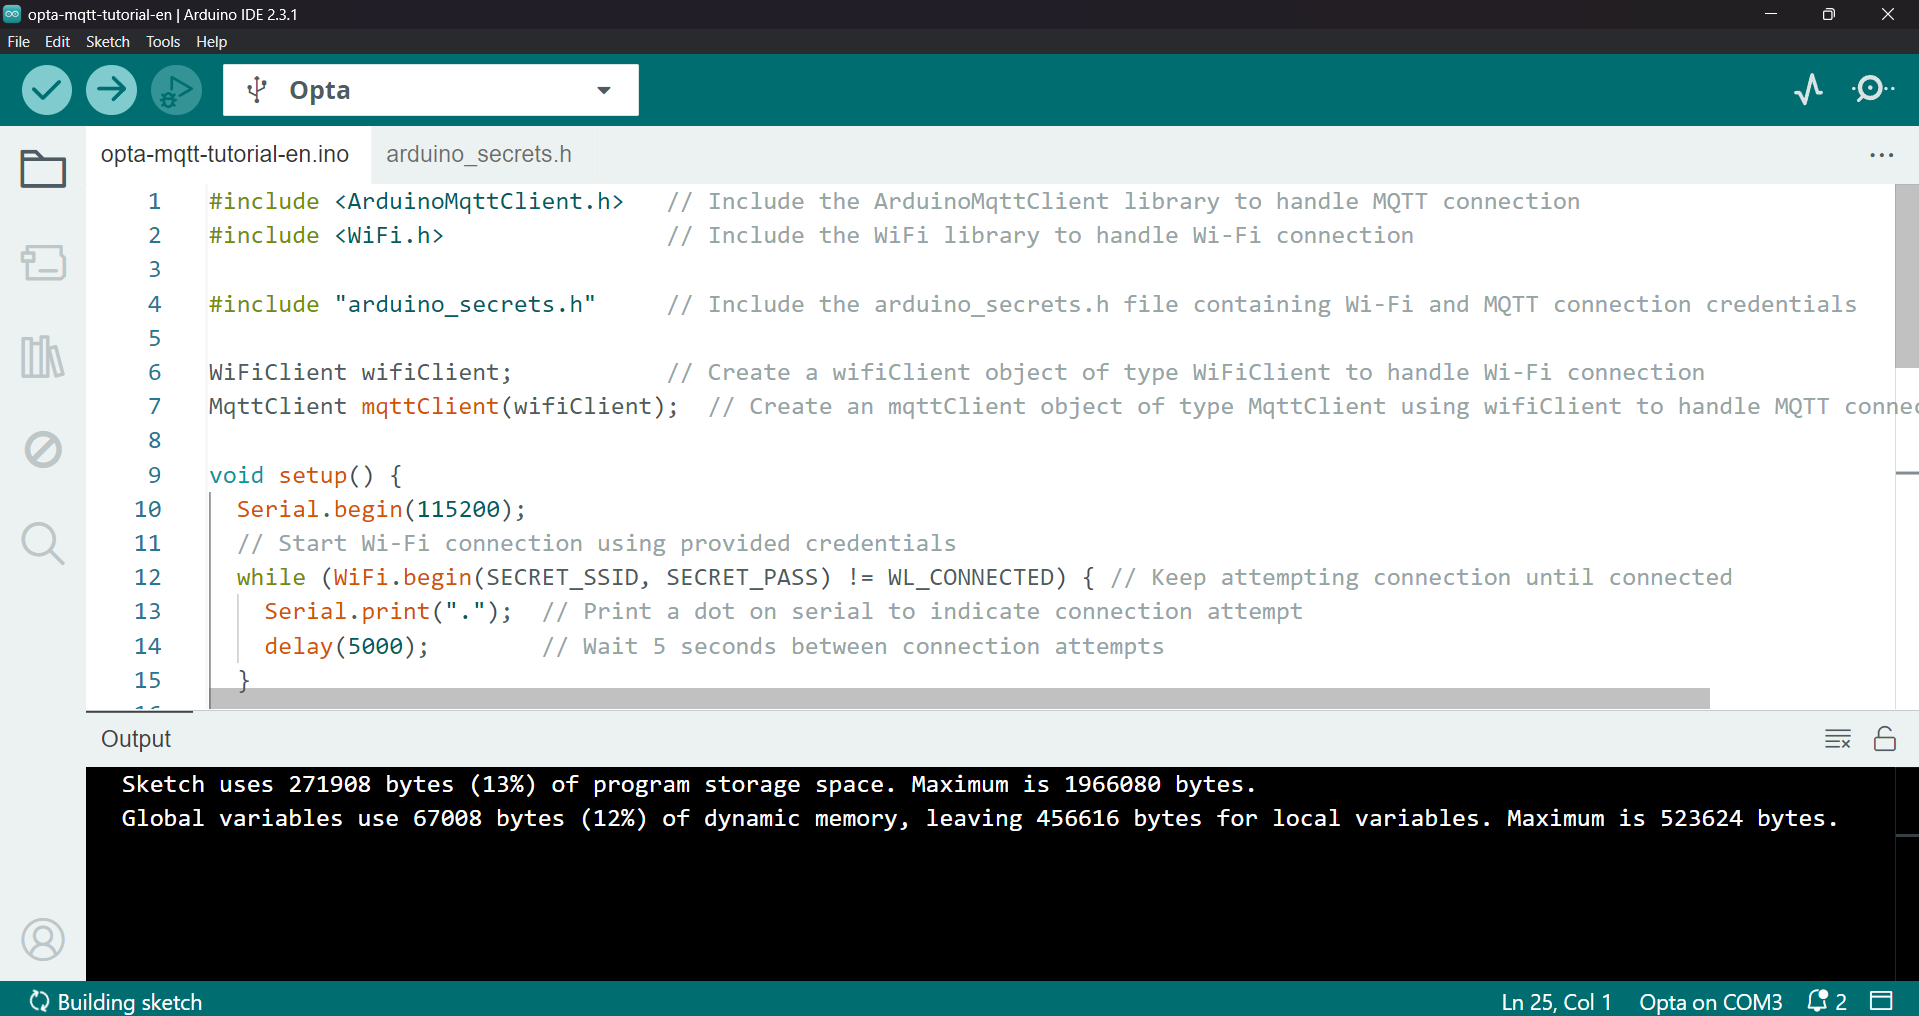 opta-mqtt-tutorial-en | Arduino IDE 2.3.1
File Edit Sketch Tools Help
Opta
opta-mqtt-tutorial-en.ino arduino_secrets.h
1 #include <ArduinoMqttClient.h> // Include the ArduinoMqttClient library to handle MQTT connection
2 #include <WiFi.h> // Include the WiFi library to handle Wi-Fi connection
3
4 #include "arduino_secrets.h" // Include the arduino_secrets.h file containing Wi-Fi and MQTT connection credentials
5
6 WiFiClient wifiClient; // Create a wifiClient object of type WiFiClient to handle Wi-Fi connection
7 MqttClient mqttClient(wifiClient); // Create an mqttClient object of type MqttClient using wifiClient to handle MQTT connec
8
9 void setup() {
10 Serial.begin(115200);
11 // Start Wi-Fi connection using provided credentials
12 while (WiFi.begin(SECRET_SSID, SECRET_PASS) != WL_CONNECTED) { // Keep attempting connection until connected
13 Serial.print("."); // Print a dot on serial to indicate connection attempt
14 delay(5000); // Wait 5 seconds between connection attempts
15 }
Output
Sketch uses 271908 bytes (13%) of program storage space. Maximum is 1966080 bytes.
Global variables use 67008 bytes (12%) of dynamic memory, leaving 456616 bytes for local variables. Maximum is 523624 bytes.
Building sketch Ln 25, Col 1 Opta on COM3 2